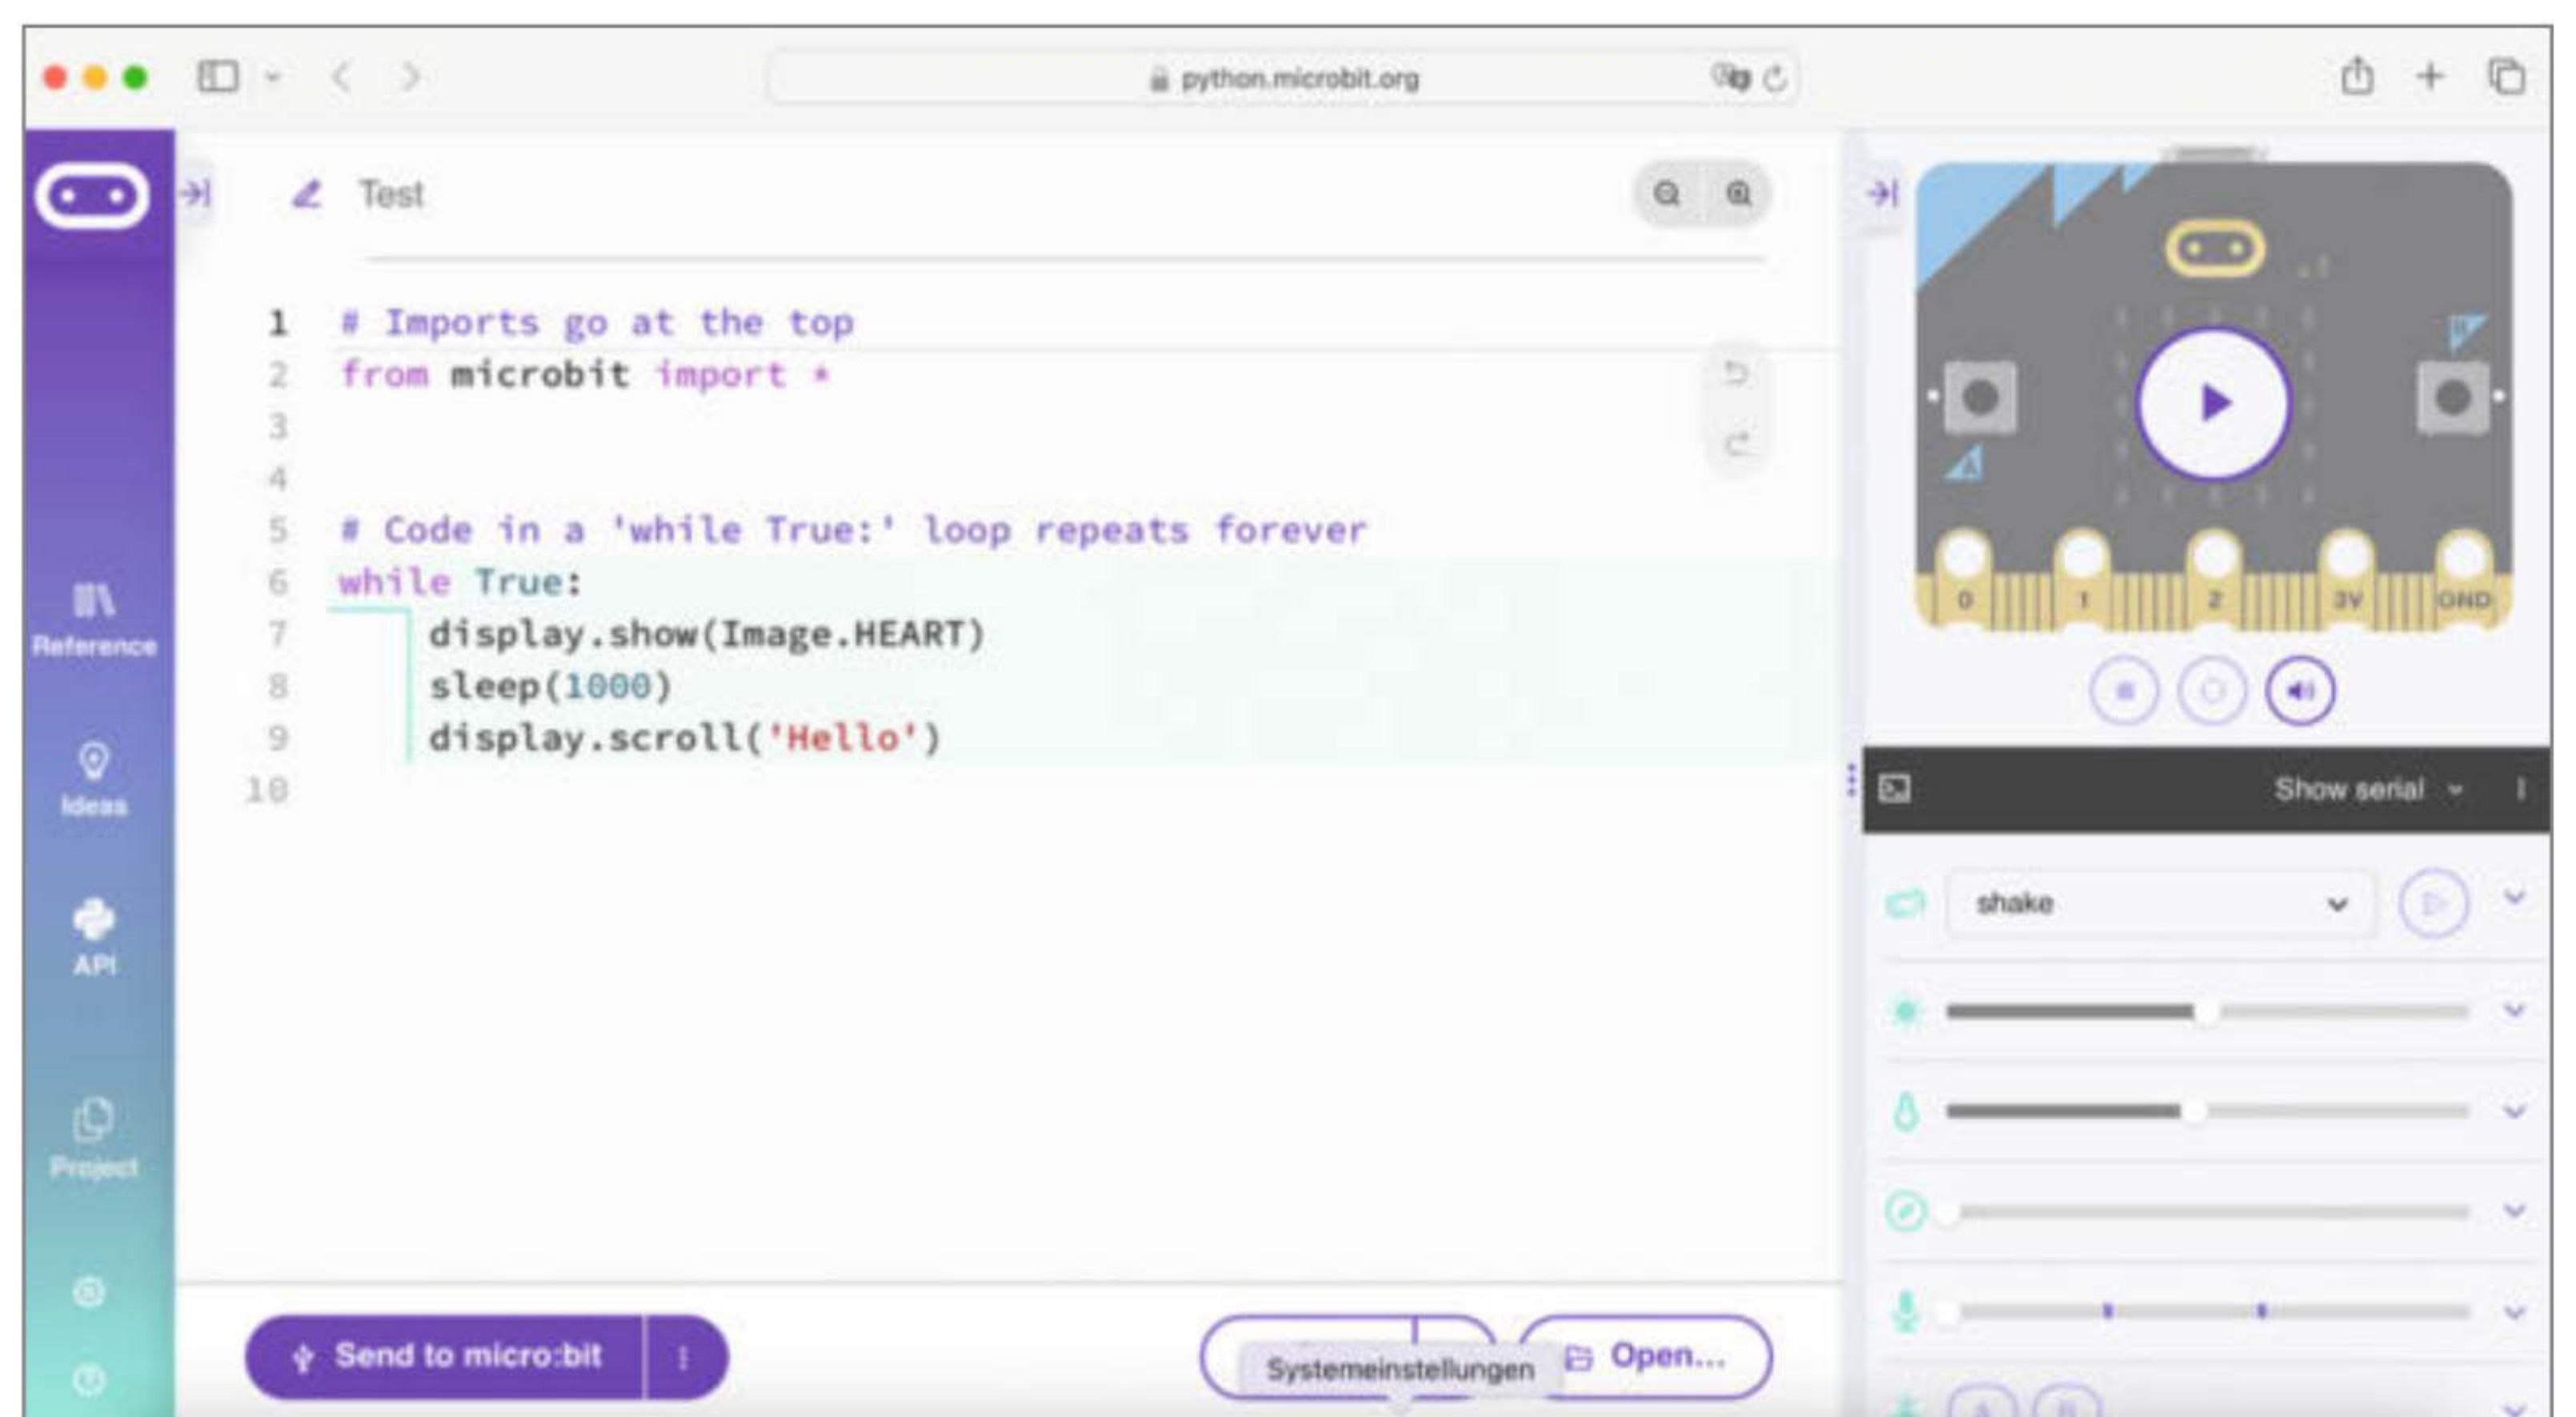 python.microbit.org
Test
1 # Imports go at the top
2 from microbit import *
3
4
5 # Code in a 'while True:' loop repeats forever
6 while True:
7 display.show(Image.HEART)
8 sleep(1000)
9 display.scroll('Hello')
10
Reference
Ideas
API
Project
Send to micro:bit
Systemeinstellungen
Open...
A
B
0 1 2 3V GND
Show serial
shake
A B